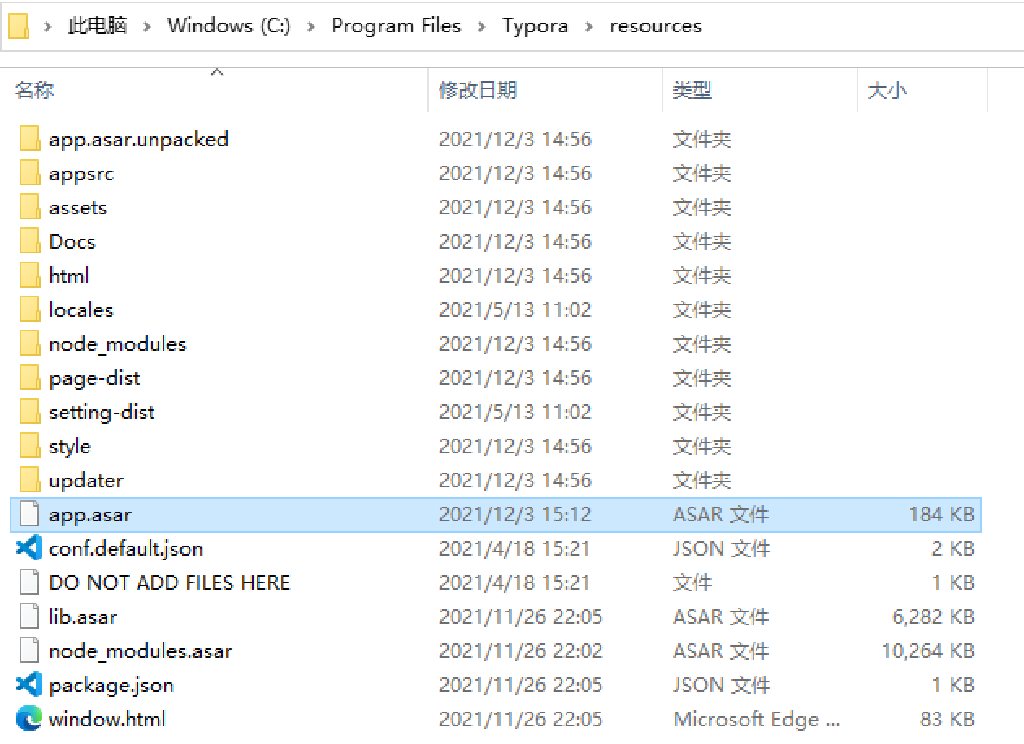 此电脑 > Windows (C:) > Program Files > Typora > resources
名称 修改日期 类型 大小
app.asar.unpacked 2021/12/3 14:56 文件夹
appsrc 2021/12/3 14:56 文件夹
assets 2021/12/3 14:56 文件夹
Docs 2021/12/3 14:56 文件夹
html 2021/12/3 14:56 文件夹
locales 2021/5/13 11:02 文件夹
node_modules 2021/12/3 14:56 文件夹
page-dist 2021/12/3 14:56 文件夹
setting-dist 2021/5/13 11:02 文件夹
style 2021/12/3 14:56 文件夹
updater 2021/12/3 14:56 文件夹
app.asar 2021/12/3 15:12 ASAR 文件 184 KB
conf.default.json 2021/4/18 15:21 JSON 文件 2 KB
DO NOT ADD FILES HERE 2021/4/18 15:21 文件 1 KB
lib.asar 2021/11/26 22:05 ASAR 文件 6,282 KB
node_modules.asar 2021/11/26 22:02 ASAR 文件 10,264 KB
package.json 2021/11/26 22:05 JSON 文件 1 KB
window.html 2021/11/26 22:05 Microsoft Edge ... 83 KB